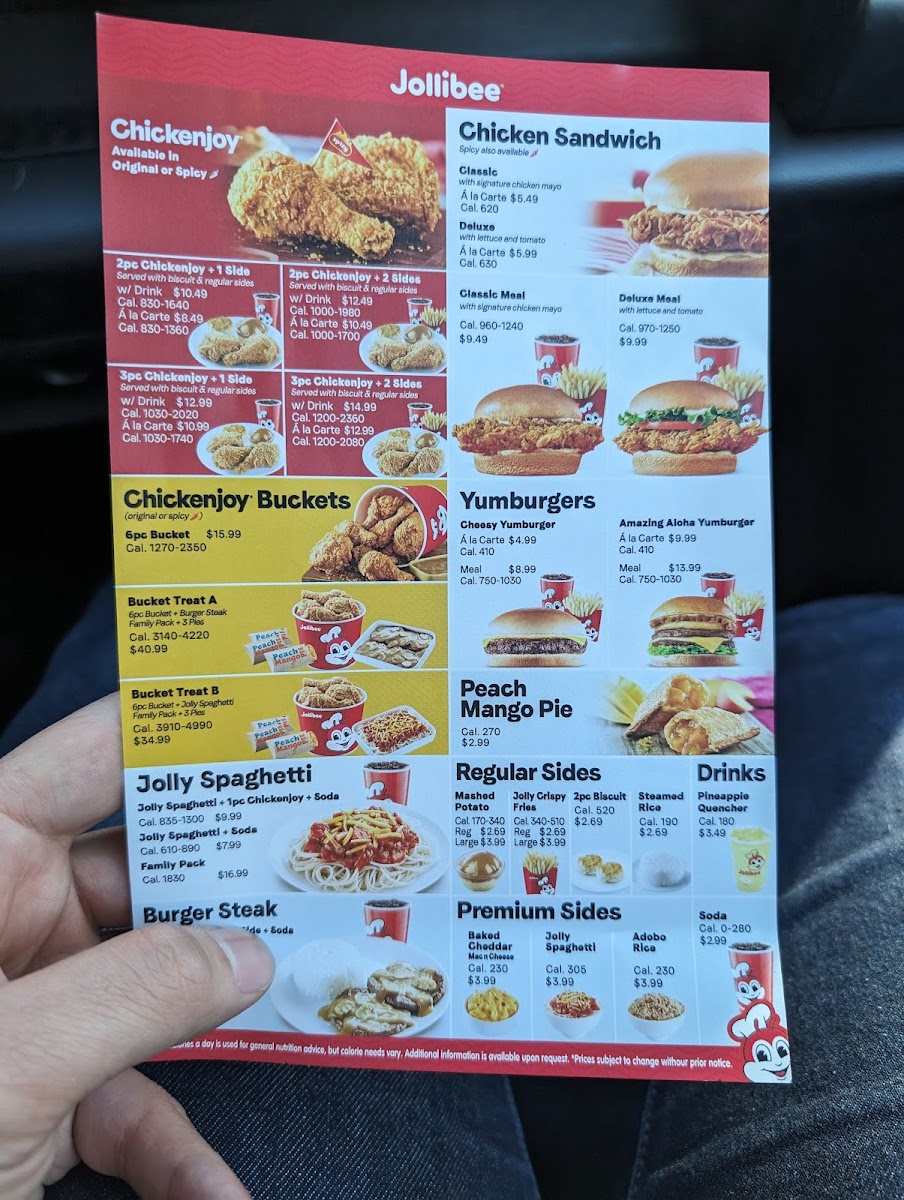 Jollibee
Chickenjoy
Available in
Original or Spicy
spicy
2pc Chickenjoy + 1 Side
Served with biscuit & regular sides
w/ Drink $10.49
Cal. 830-1640
Á la Carte $8.49
Cal. 830-1360
2pc Chickenjoy + 2 Sides
Served with biscuit & regular sides
w/ Drink $12.49
Cal. 1000-1980
Á la Carte $10.49
Cal. 1000-1700
3pc Chickenjoy + 1 Side
Served with biscuit & regular sides
w/ Drink $12.99
Cal. 1030-2020
Á la Carte $10.99
Cal. 1030-1740
3pc Chickenjoy + 2 Sides
Served with biscuit & regular sides
w/ Drink $14.99
Cal. 1200-2360
Á la Carte $12.99
Cal. 1200-2080
Chickenjoy Buckets
(original or spicy)
6pc Bucket $15.99
Cal. 1270-2350
Bucket Treat A
6pc Bucket + Burger Steak
Family Pack + 3 Pies
Cal. 3140-4220
$40.99
Jollibee
Peach
Mango
Peach
Mango
Bucket Treat B
6pc Bucket + Jolly Spaghetti
Family Pack + 3 Pies
Cal. 3910-4990
$34.99
Jollibee
Peach
Mango
Peach
Mango
Jolly Spaghetti
Jolly Spaghetti + 1pc Chickenjoy + Soda
Cal. 835-1300 $9.99
Jolly Spaghetti + Soda
Cal. 610-890 $7.99
Family Pack
Cal. 1830 $16.99
Burger Steak
Side + Soda
Chicken Sandwich
Spicy also available
Classic
with signature chicken mayo
Á la Carte $5.49
Cal. 620
Deluxe
with lettuce and tomato
Á la Carte $5.99
Cal. 630
Classic Meal
with signature chicken mayo
Cal. 960-1240
$9.49
Deluxe Meal
with lettuce and tomato
Cal. 970-1250
$9.99
Yumburgers
Cheesy Yumburger
Á la Carte $4.99
Cal. 410
Meal $8.99
Cal. 750-1030
Amazing Aloha Yumburger
Á la Carte $9.99
Cal. 410
Meal $13.99
Cal. 750-1030
Peach
Mango Pie
Cal. 270
$2.99
Regular Sides
Mashed
Potato
Cal. 170-340
Reg $2.69
Large $3.99
Jolly Crispy
Fries
Cal. 340-510
Reg $2.69
Large $3.99
2pc Biscuit
Cal. 520
$2.69
Steamed
Rice
Cal. 190
$2.69
Drinks
Pineapple
Quencher
Cal. 180
$3.49
Jollibee
Premium Sides
Baked
Cheddar
Mac n Cheese
Cal. 230
$3.99
Jolly
Spaghetti
Cal. 305
$3.99
Adobo
Rice
Cal. 230
$3.99
Soda
Cal. 0-280
$2.99
a day is used for general nutrition advice, but calorie needs vary. Additional information is available upon request. *Prices subject to change withour prior notice.